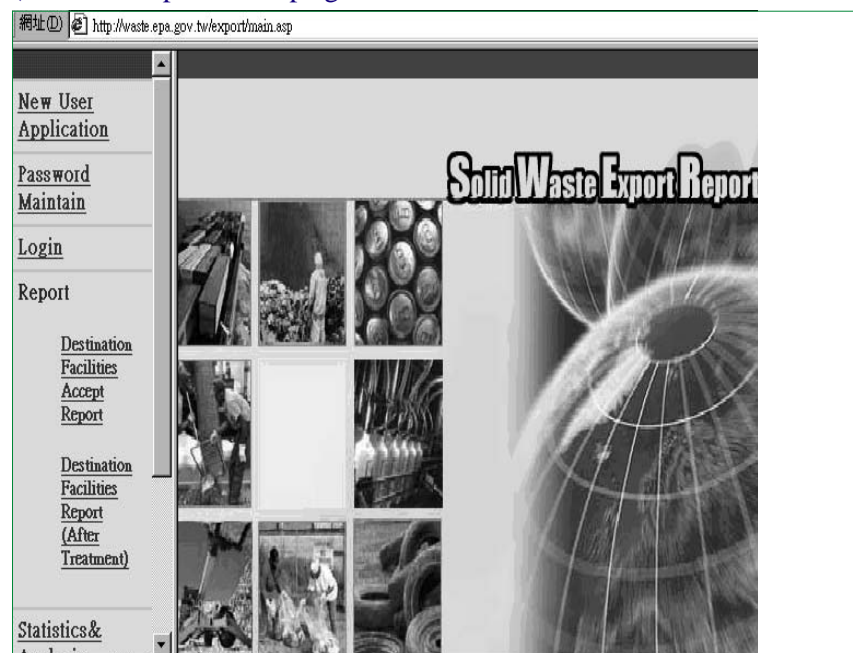 網址(D) http://waste.epa.gov.tw/export/main.asp
New User
Application
Password
Maintain
Login
Report
Destination
Facilities
Accept
Report
Destination
Facilities
Report
(After
Treatment)
Statistics&
Solid Waste Export Report